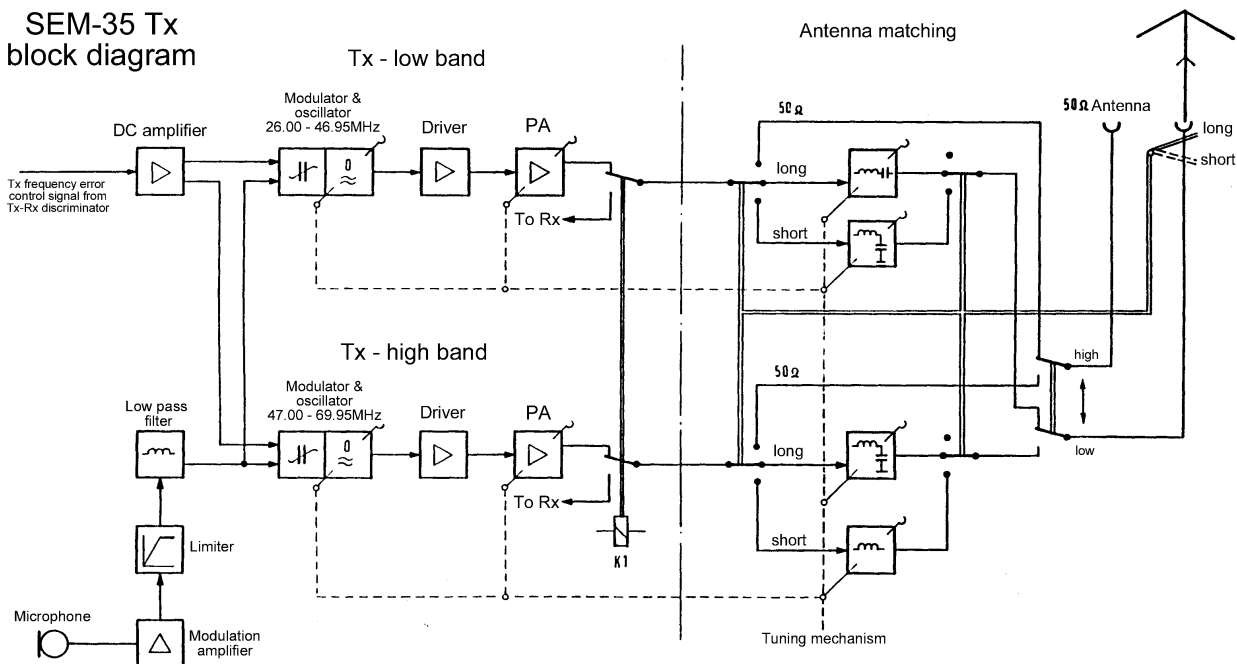 SEM-35 Tx
block diagram
Tx - low band
Antenna matching
Modulator &
oscillator
26.00 - 46.95MHz
DC amplifier
Driver
PA
50Ω
50Ω Antenna
long
short
Tx frequency error
control signal from
Tx-Rx discriminator
To Rx
long
short
Tx - high band
Modulator &
oscillator
47.00 - 69.95MHz
Low pass
filter
Driver
PA
50Ω
high
low
long
To Rx
short
Limiter
K1
Microphone
Modulation
amplifier
Tuning mechanism